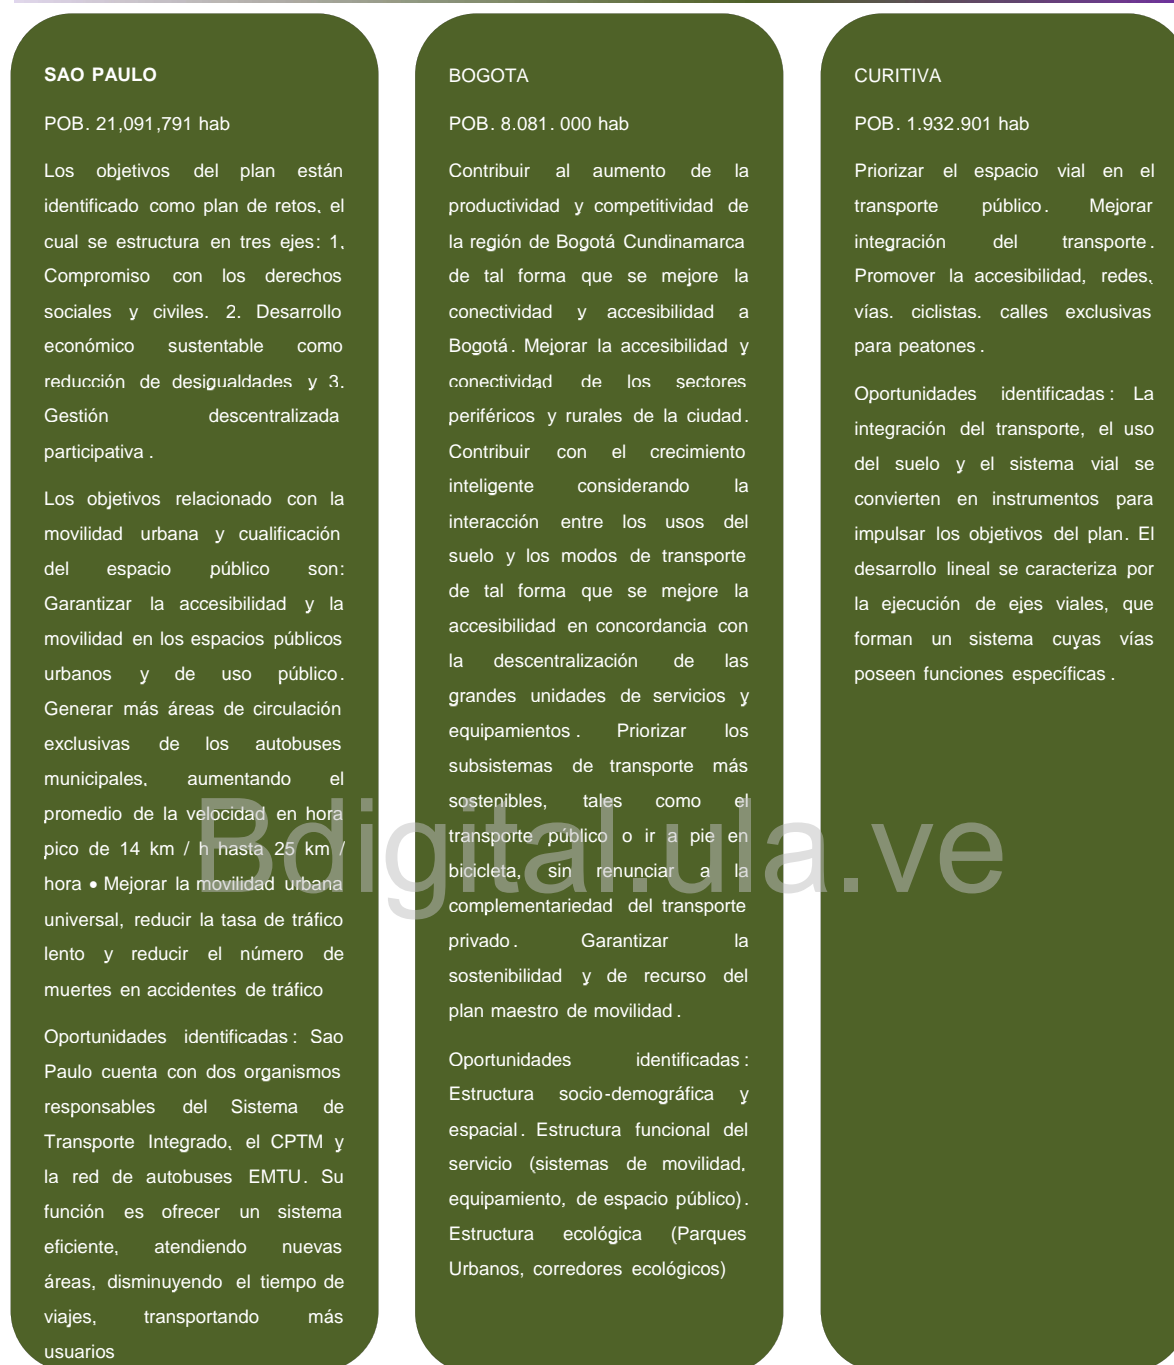 SAO PAULO
POB. 21,091,791 hab
Los objetivos del plan están
identificado como plan de retos, el
cual se estructura en tres ejes: 1,
Compromiso con los derechos
sociales y civiles. 2. Desarrollo
económico sustentable como
reducción de desigualdades y 3.
Gestión descentralizada
participativa.
Los objetivos relacionado con la
movilidad urbana y cualificación
del espacio público son:
Garantizar la accesibilidad y la
movilidad en los espacios públicos
urbanos y de uso público.
Generar más áreas de circulación
exclusivas de los autobuses
municipales, aumentando el
promedio de la velocidad en hora
pico de 14 km / h hasta 25 km /
hora • Mejorar la movilidad urbana
universal, reducir la tasa de tráfico
lento y reducir el número de
muertes en accidentes de tráfico
Oportunidades identificadas: Sao
Paulo cuenta con dos organismos
responsables del Sistema de
Transporte Integrado, el CPTM y
la red de autobuses EMTU. Su
función es ofrecer un sistema
eficiente, atendiendo nuevas
áreas, disminuyendo el tiempo de
viajes, transportando más
usuarios
BOGOTA
POB. 8.081. 000 hab
Contribuir al aumento de la
productividad y competitividad de
la región de Bogotá Cundinamarca
de tal forma que se mejore la
conectividad y accesibilidad a
Bogotá. Mejorar la accesibilidad y
conectividad de los sectores
periféricos y rurales de la ciudad.
Contribuir con el crecimiento
inteligente considerando la
interacción entre los usos del
suelo y los modos de transporte
de tal forma que se mejore la
accesibilidad en concordancia con
la descentralización de las
grandes unidades de servicios y
equipamientos. Priorizar los
subsistemas de transporte más
sostenibles, tales como el
transporte público o ir a pie en
bicicleta, sin renunciar a la
complementariedad del transporte
privado. Garantizar la
sostenibilidad y de recurso del
plan maestro de movilidad.
Oportunidades identificadas:
Estructura socio-demográfica y
espacial. Estructura funcional del
servicio (sistemas de movilidad,
equipamiento, de espacio público).
Estructura ecológica (Parques
Urbanos, corredores ecológicos)
CURITIVA
POB. 1.932.901 hab
Priorizar el espacio vial en el
transporte público. Mejorar
integración del transporte.
Promover la accesibilidad, redes,
vías. ciclistas. calles exclusivas
para peatones.
Oportunidades identificadas: La
integración del transporte, el uso
del suelo y el sistema vial se
convierten en instrumentos para
impulsar los objetivos del plan. El
desarrollo lineal se caracteriza por
la ejecución de ejes viales, que
forman un sistema cuyas vías
poseen funciones específicas.
Bdigital.ula.ve